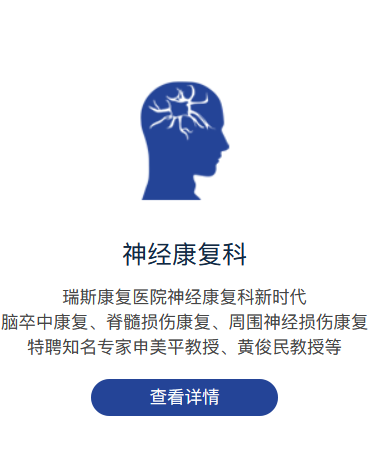 神经康复科
瑞斯康复医院神经康复科新时代
脑卒中康复、脊髓损伤康复、周围神经损伤康复
特聘知名专家申美平教授、黄俊民教授等
查看详情